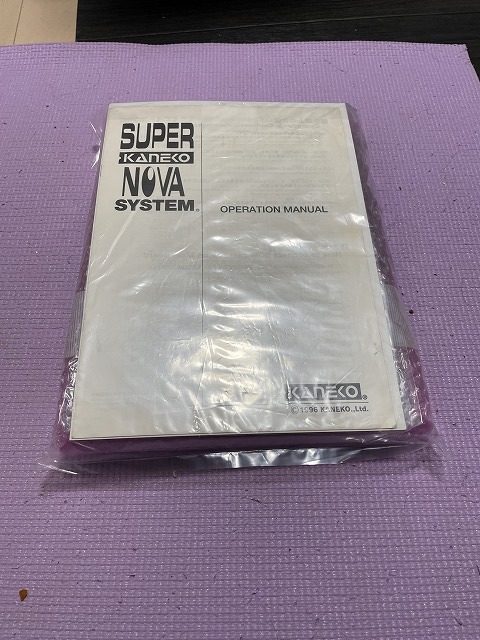 SUPER
KANEKO
NOVA
SYSTEM®
OPERATION MANUAL
KANEKO®
© 1996 KANEKO.,Ltd.